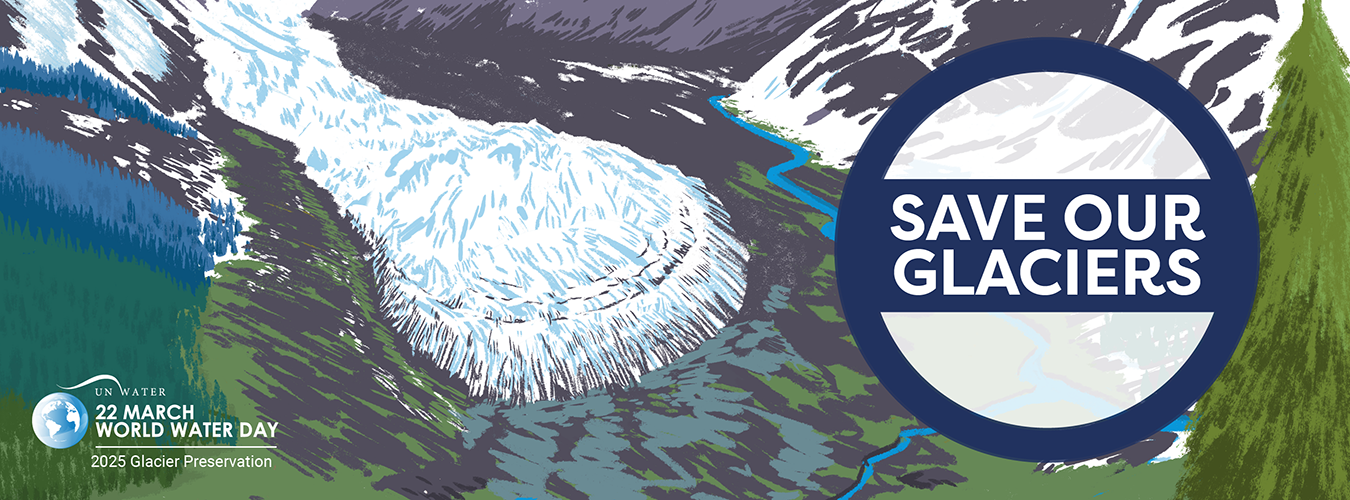 SAVE OUR
GLACIERS
UN WATER
22 MARCH
WORLD WATER DAY
2025 Glacier Preservation